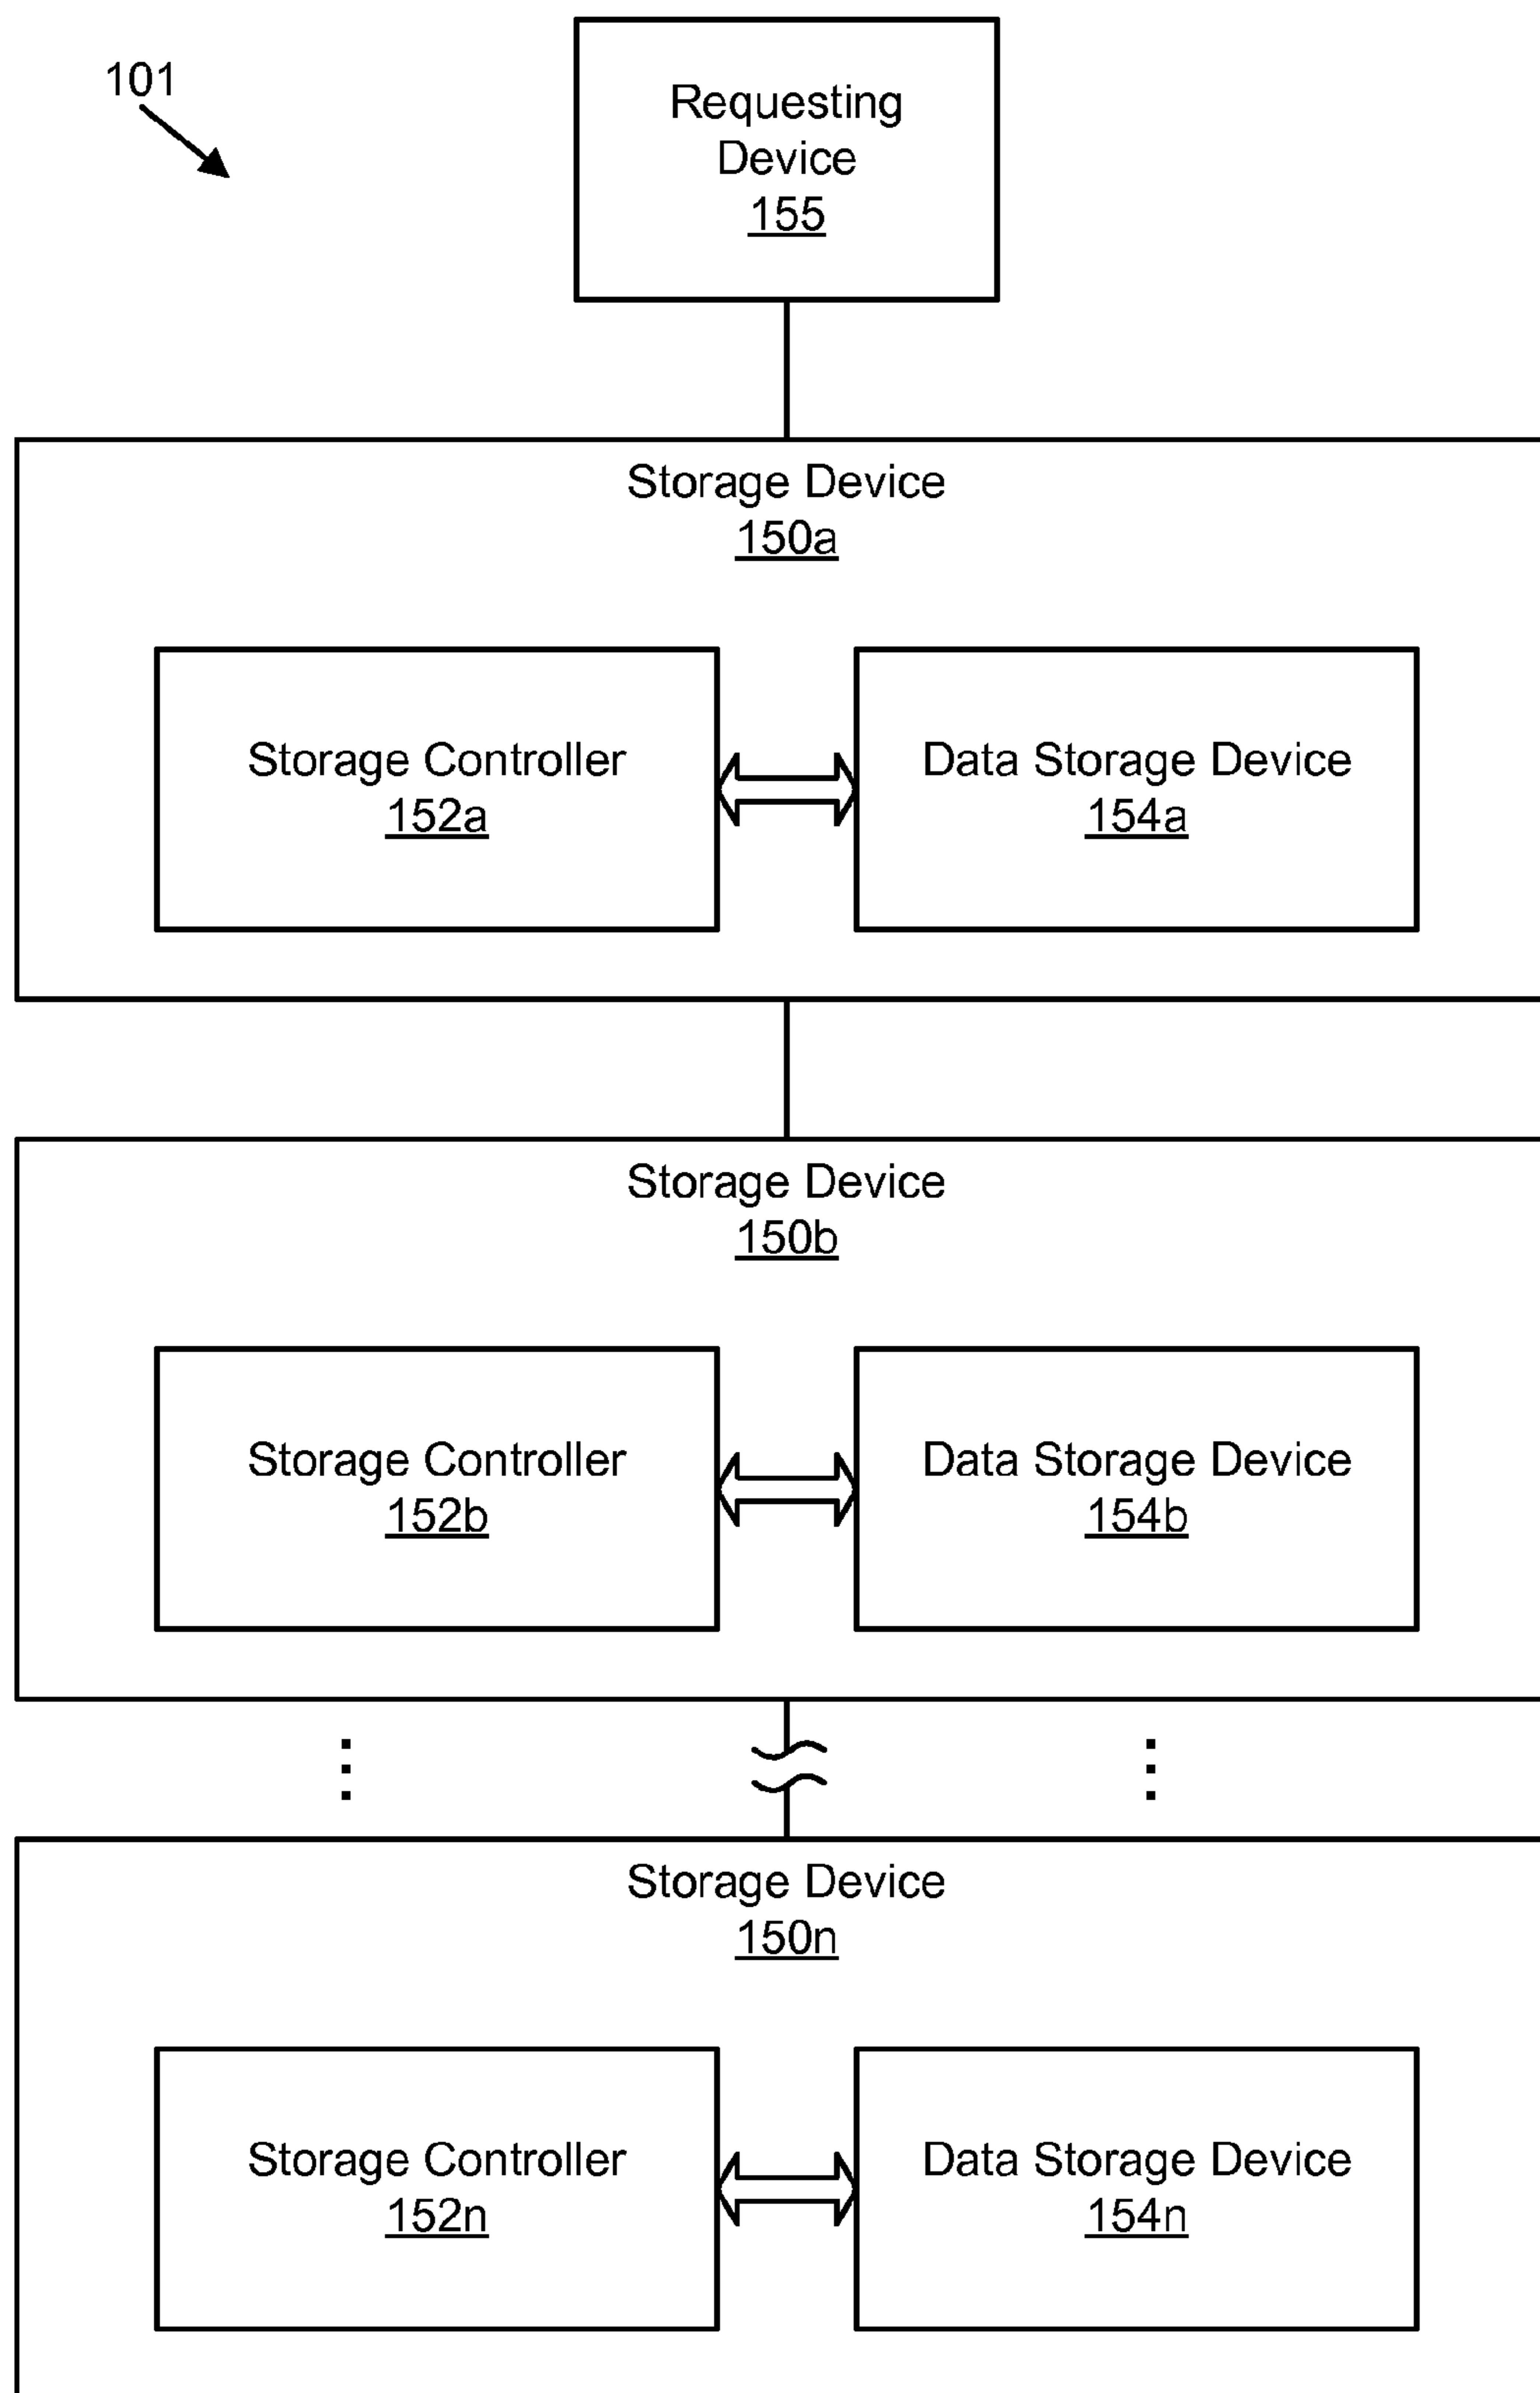 101
Requesting
Device
155
Storage Device
150a
Storage Controller
152a
Data Storage Device
154a
Storage Device
150b
Storage Controller
152b
Data Storage Device
154b
Storage Device
150n
Storage Controller
152n
Data Storage Device
154n